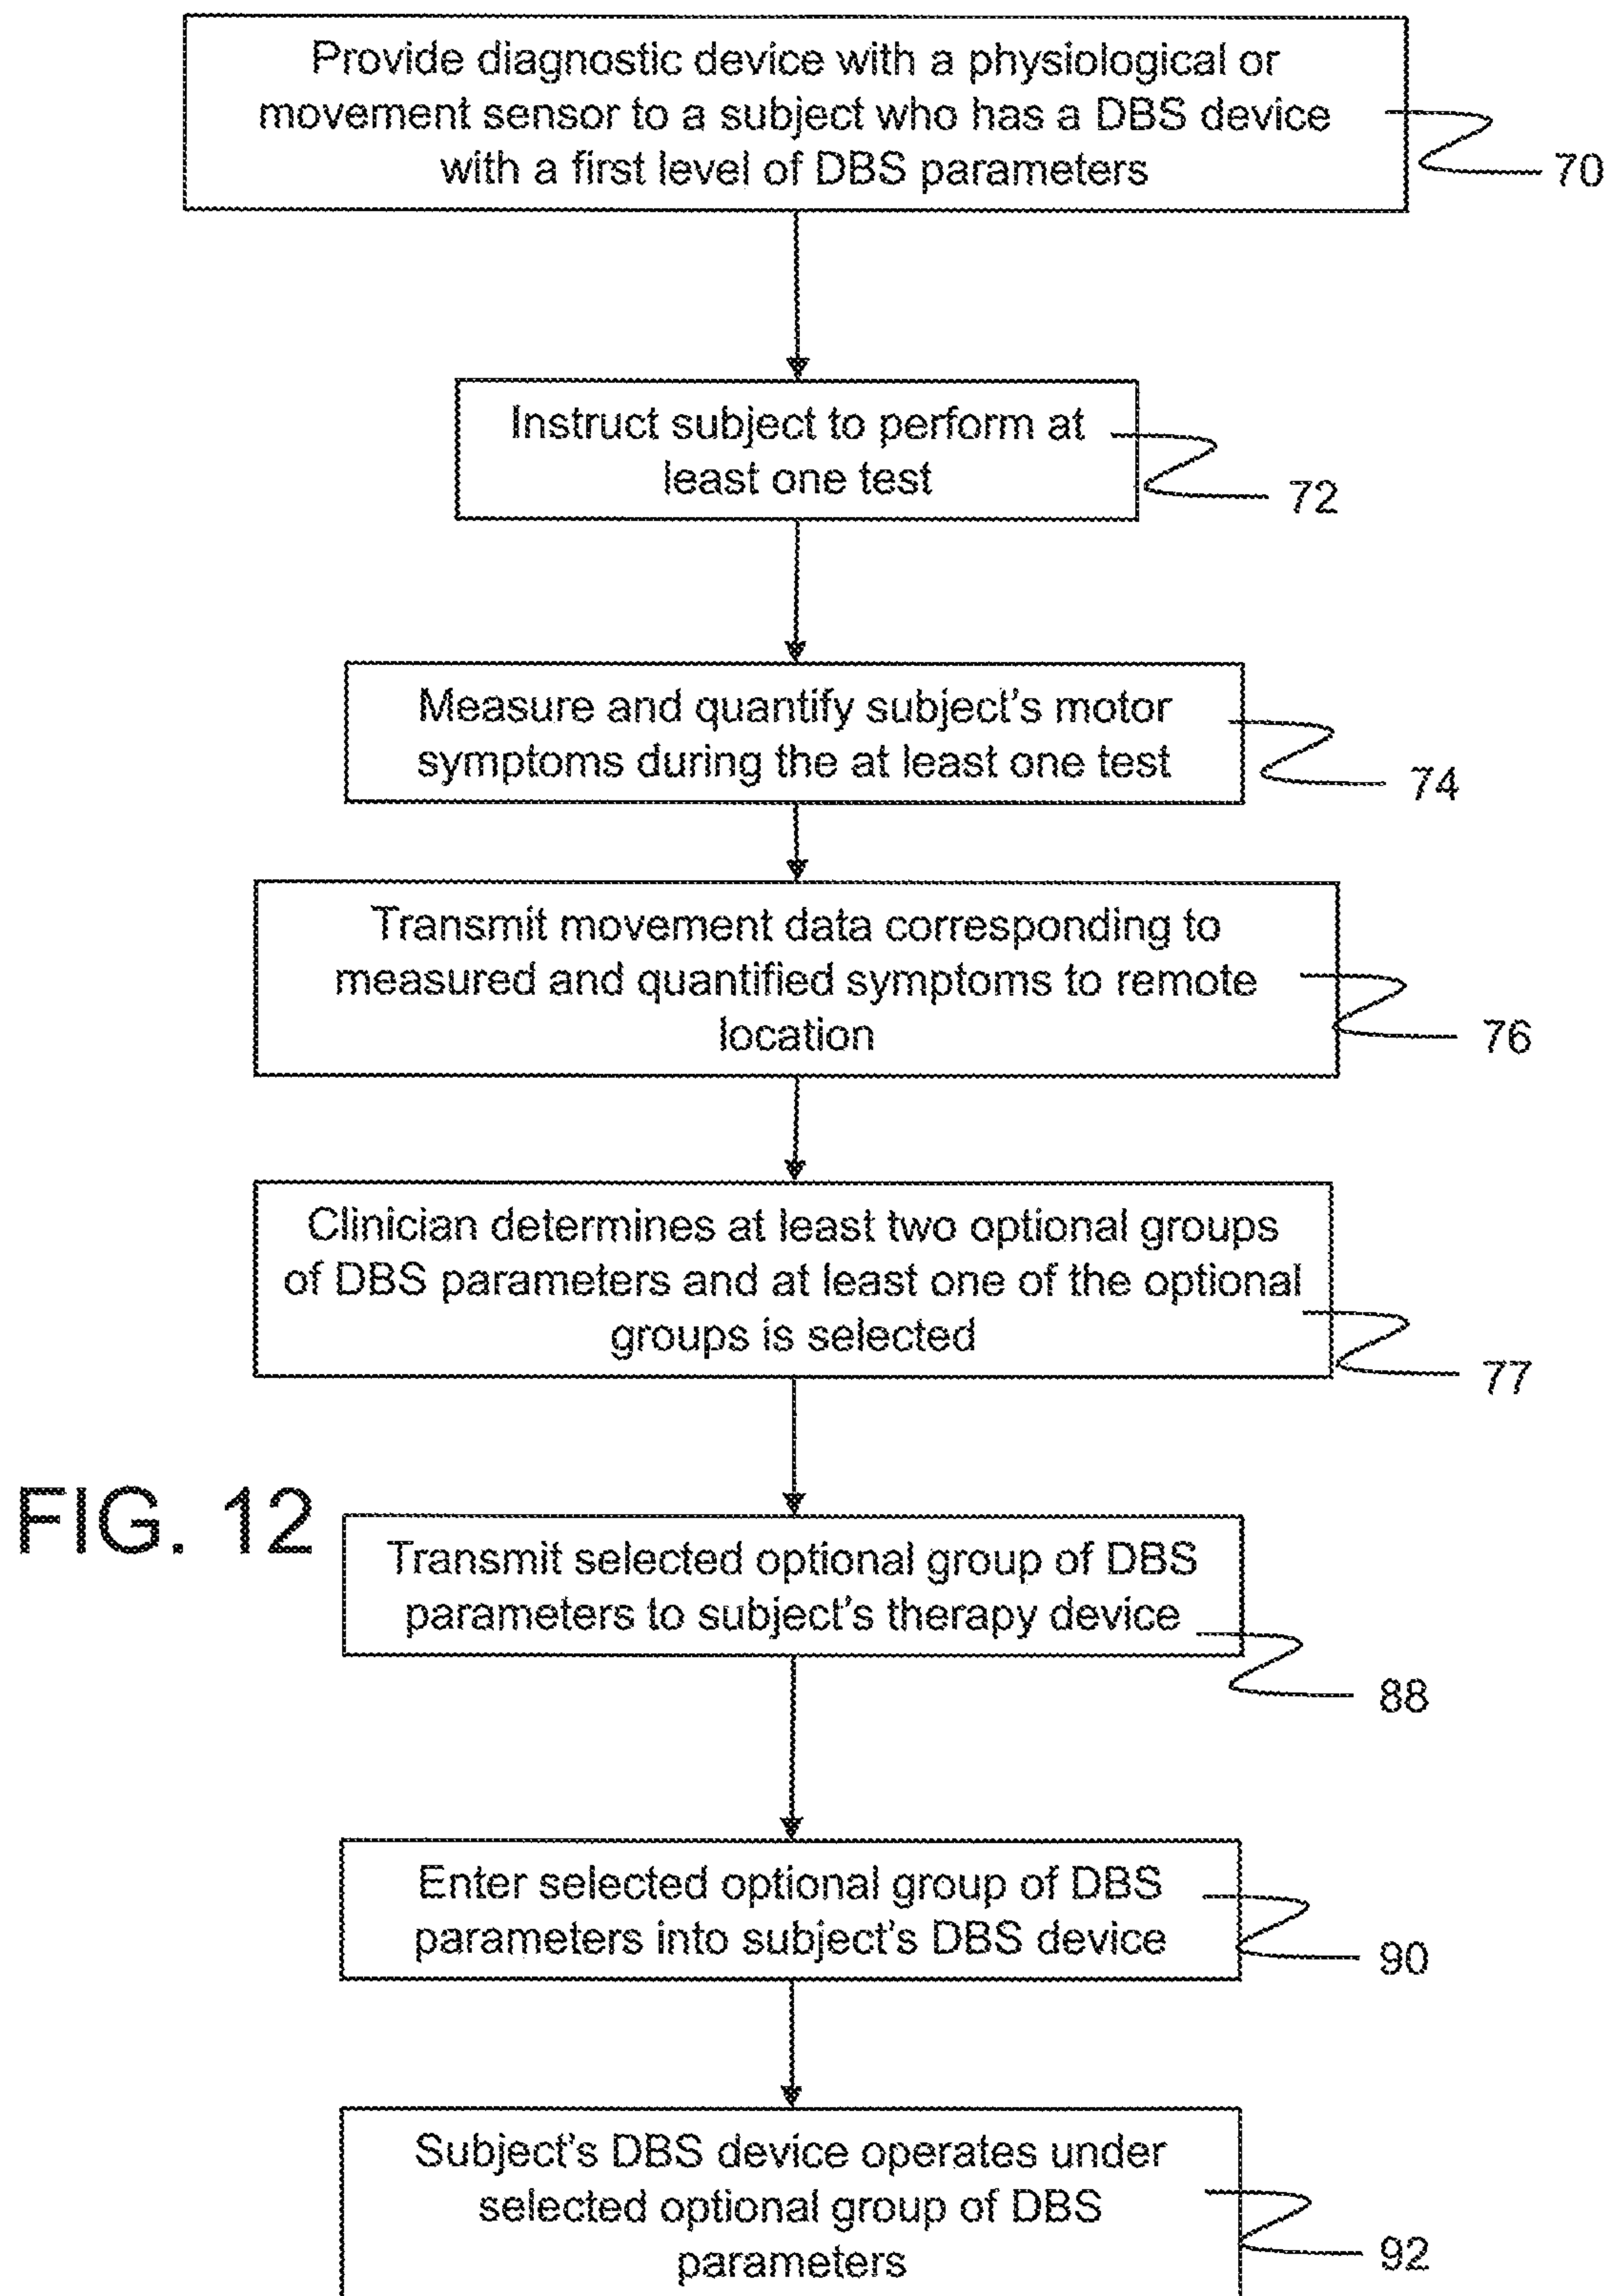 Provide diagnostic device with a physiological or
movement sensor to a subject who has a DBS device
with a first level of DBS parameters
70
Instruct subject to perform at
least one test
72
Measure and quantify subject's motor
symptoms during the at least one test
74
Transmit movement data corresponding to
measured and quantified symptoms to remote
location
76
Clinician determines at least two optional groups
of DBS parameters and at least one of the optional
groups is selected
77
FIG. 12
Transmit selected optional group of DBS
parameters to subject's therapy device
88
Enter selected optional group of DBS
parameters into subject's DBS device
90
Subject's DBS device operates under
selected optional group of DBS
parameters
92